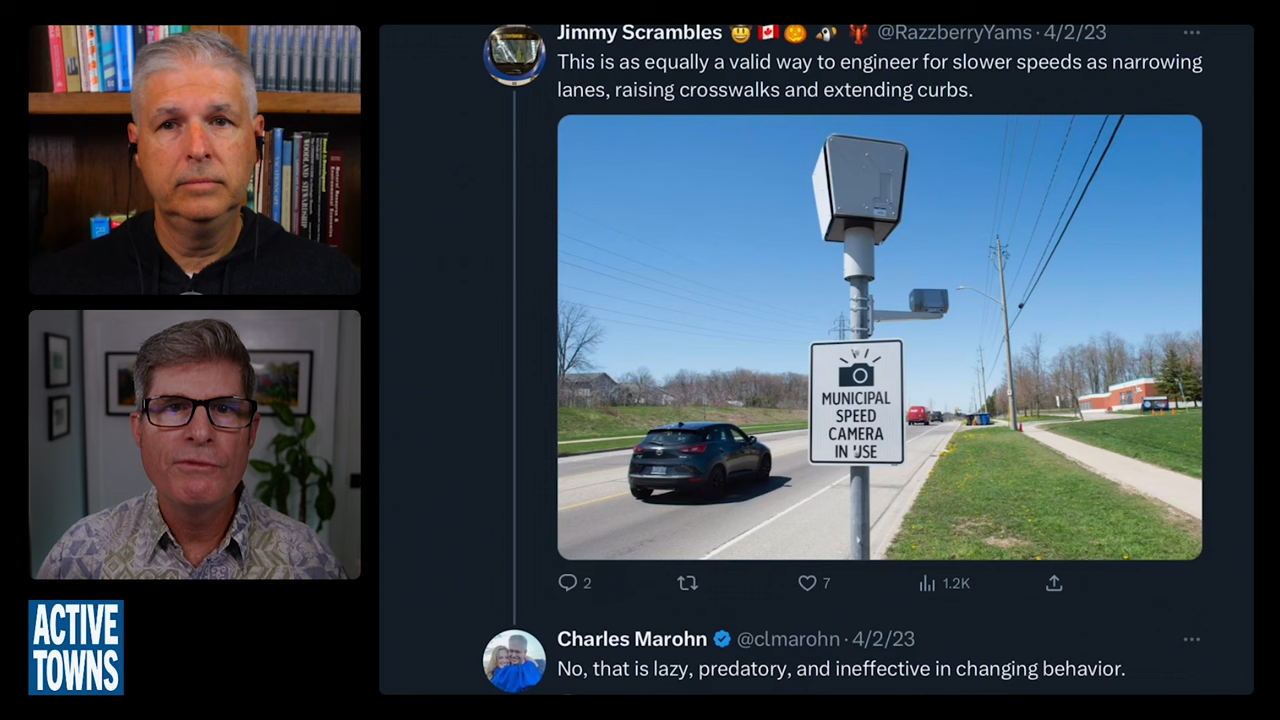 Jimmy Scrambles 🤠 🇨🇦 🎃 🦞 @RazzberryYams · 4/2/23
This is as equally a valid way to engineer for slower speeds as narrowing
lanes, raising crosswalks and extending curbs.
MUNICIPAL
SPEED
CAMERA
IN USE
2
7
1.2K
Charles Marohn @clmarohn · 4/2/23
No, that is lazy, predatory, and ineffective in changing behavior.
WOODLAND STEWARDSHIP
ACTIVE
TOWNS